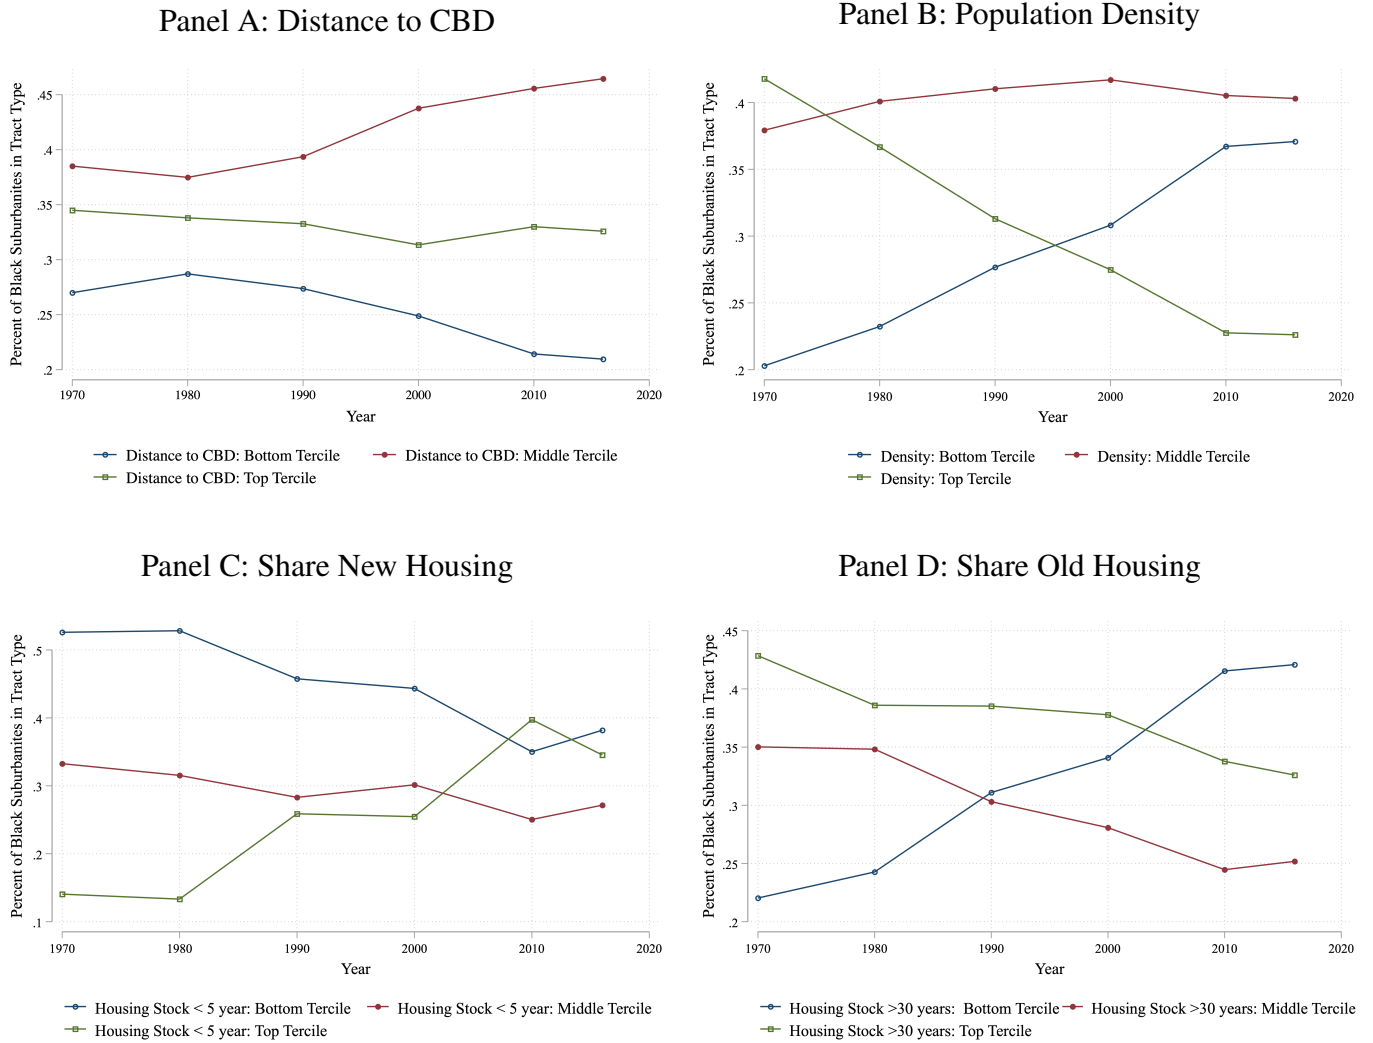 Panel A: Distance to CBD
Percent of Black Suburbanites in Tract Type
.45
.4
.35
.3
.25
.2
1970 1980 1990 2000 2010 2020
Year
Distance to CBD: Bottom Tercile Distance to CBD: Middle Tercile
Distance to CBD: Top Tercile
Panel B: Population Density
Percent of Black Suburbanites in Tract Type
.4
.35
.3
.25
.2
1970 1980 1990 2000 2010 2020
Year
Density: Bottom Tercile Density: Middle Tercile
Density: Top Tercile
Panel C: Share New Housing
Percent of Black Suburbanites in Tract Type
.5
.4
.3
.2
.1
1970 1980 1990 2000 2010 2020
Year
Housing Stock < 5 year: Bottom Tercile Housing Stock < 5 year: Middle Tercile
Housing Stock < 5 year: Top Tercile
Panel D: Share Old Housing
Percent of Black Suburbanites in Tract Type
.45
.4
.35
.3
.25
.2
1970 1980 1990 2000 2010 2020
Year
Housing Stock >30 years: Bottom Tercile Housing Stock >30 years: Middle Tercile
Housing Stock >30 years: Top Tercile